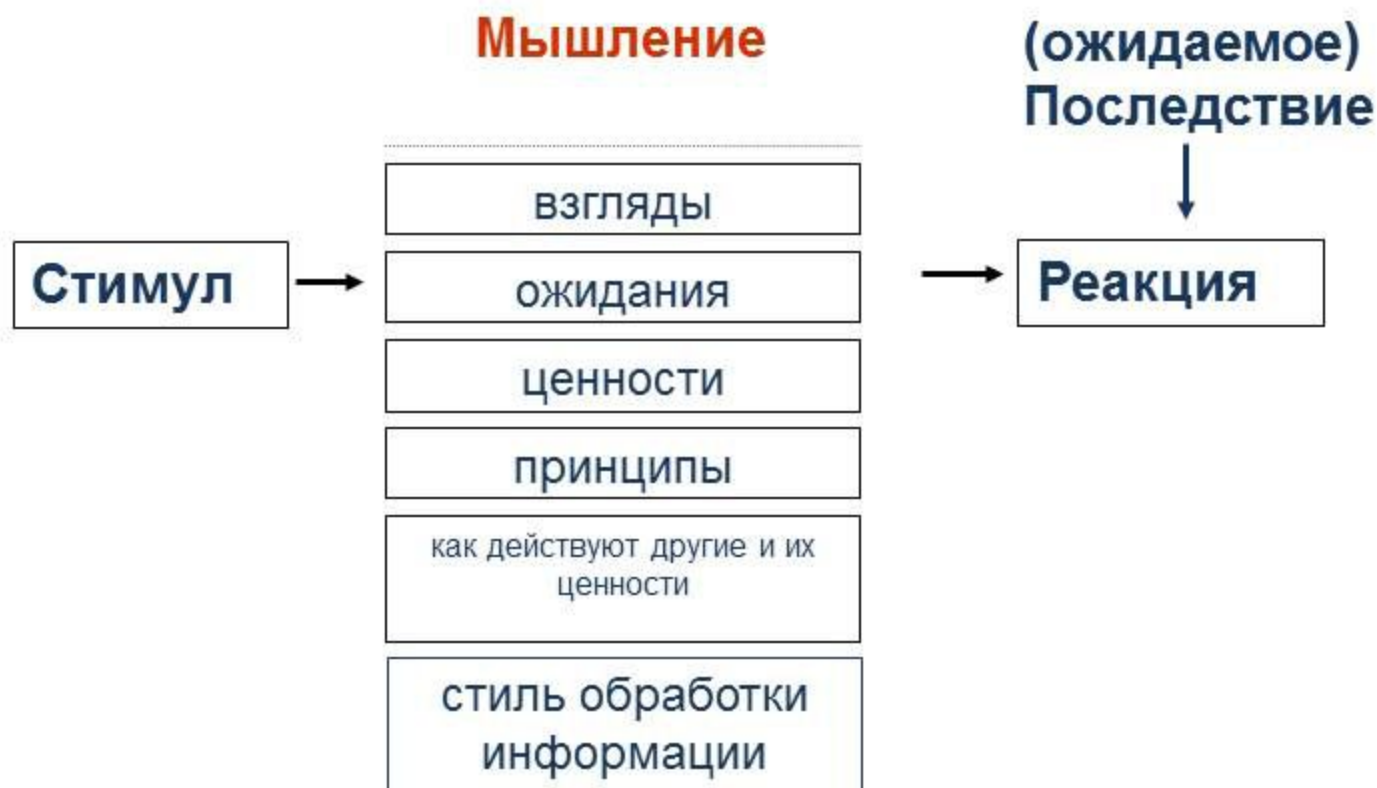 Мышление
(ожидаемое)
Последствие
взгляды
Стимул
ожидания
Реакция
ценности
принципы
как действуют другие и их
ценности
стиль обработки
информации